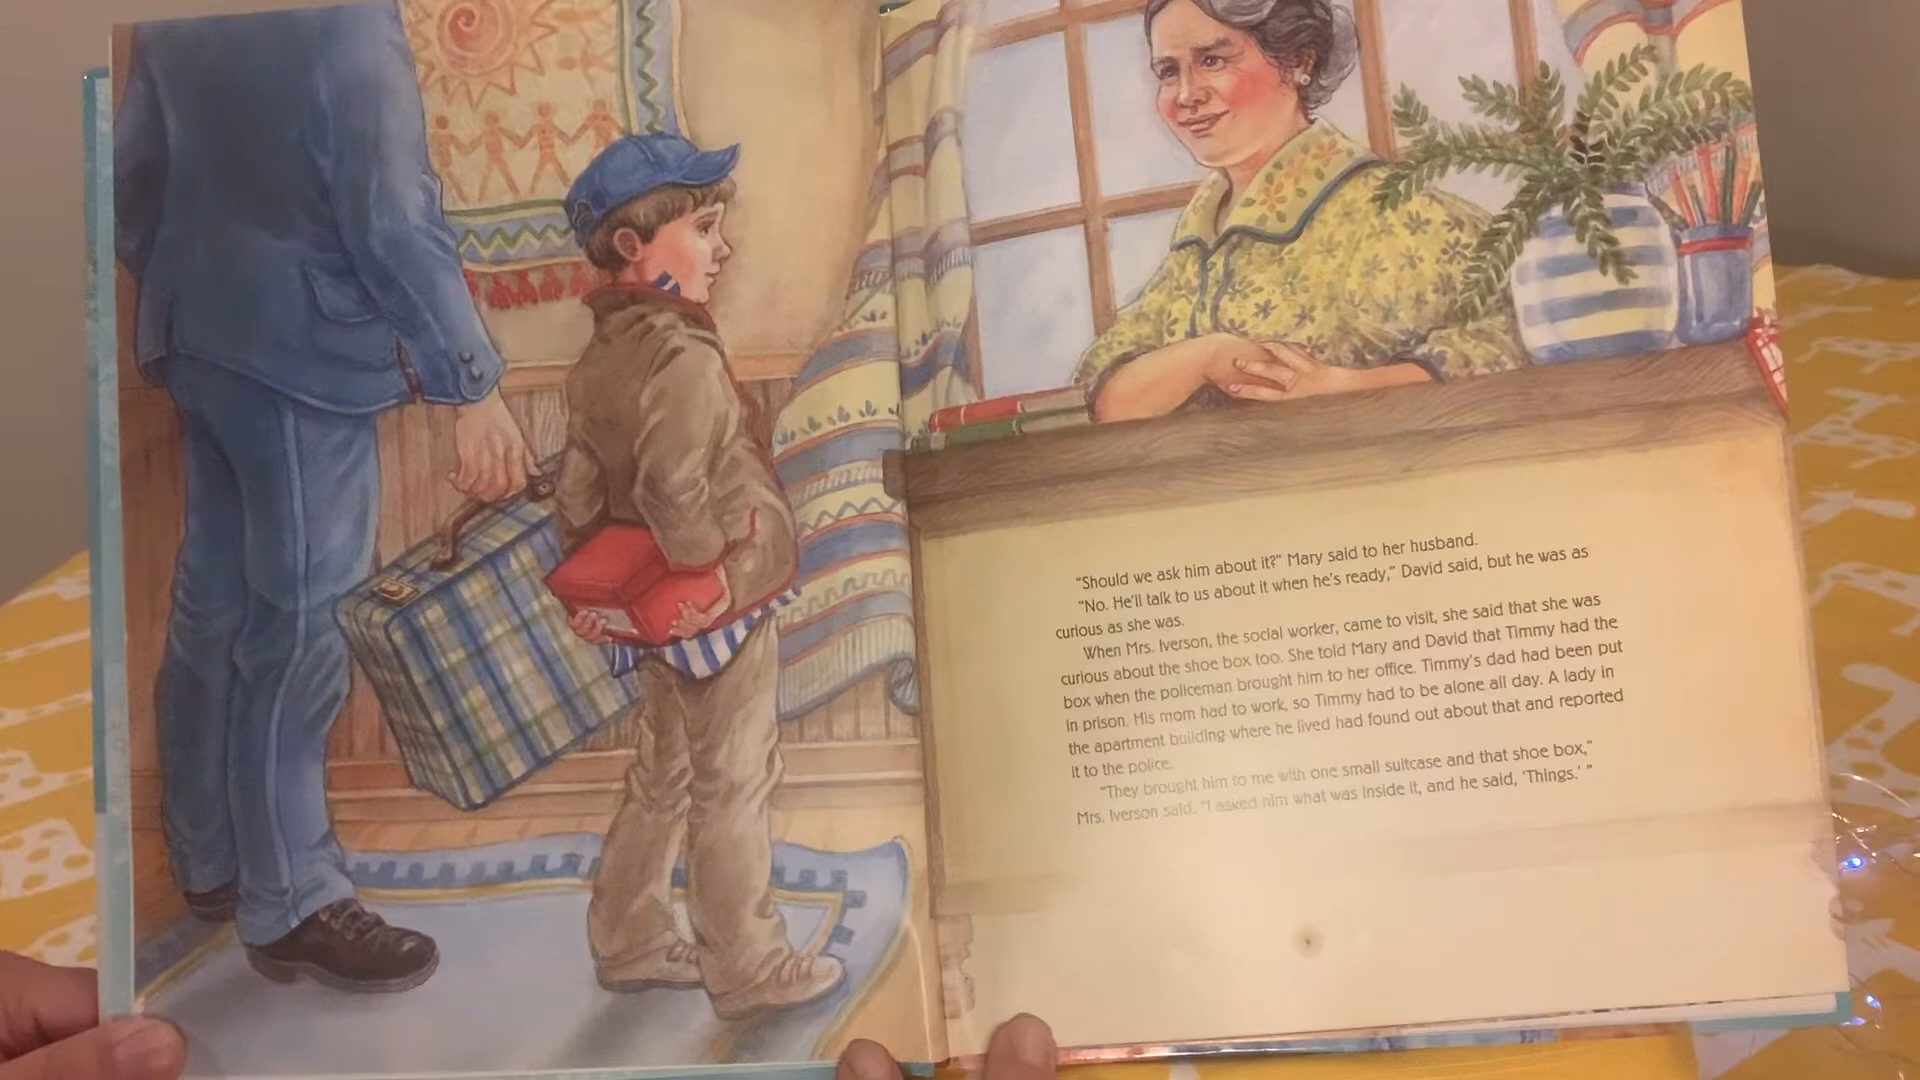 “Should we ask him about it?” Mary said to her husband.
“No. He’ll talk to us about it when he’s ready,” David said, but he was as
curious as she was.
When Mrs. Iverson, the social worker, came to visit, she said that she was
curious about the shoe box too. She told Mary and David that Timmy had the
box when the policeman brought him to her office. Timmy’s dad had been put
in prison. His mom had to work, so Timmy had to be alone all day. A lady in
the apartment building where he lived had found out about that and reported
it to the police.
“They brought him to me with one small suitcase and that shoe box,”
Mrs. Iverson said. “I asked him what was inside it, and he said, ‘Things.’ ”